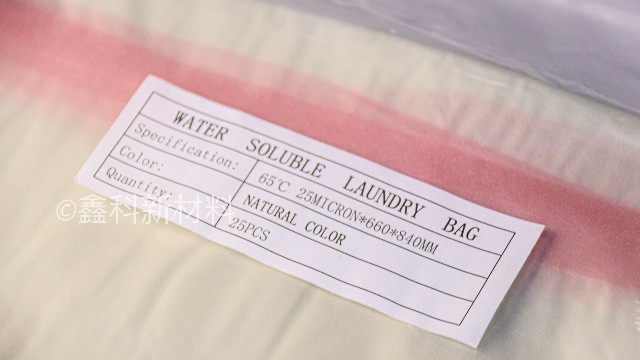 WATER SOLUBLE LAUNDRY BAG
Specification: 65℃ 25MICRON*660*840MM
Color: NATURAL COLOR
Quantity: 25PCS
©鑫科新材料